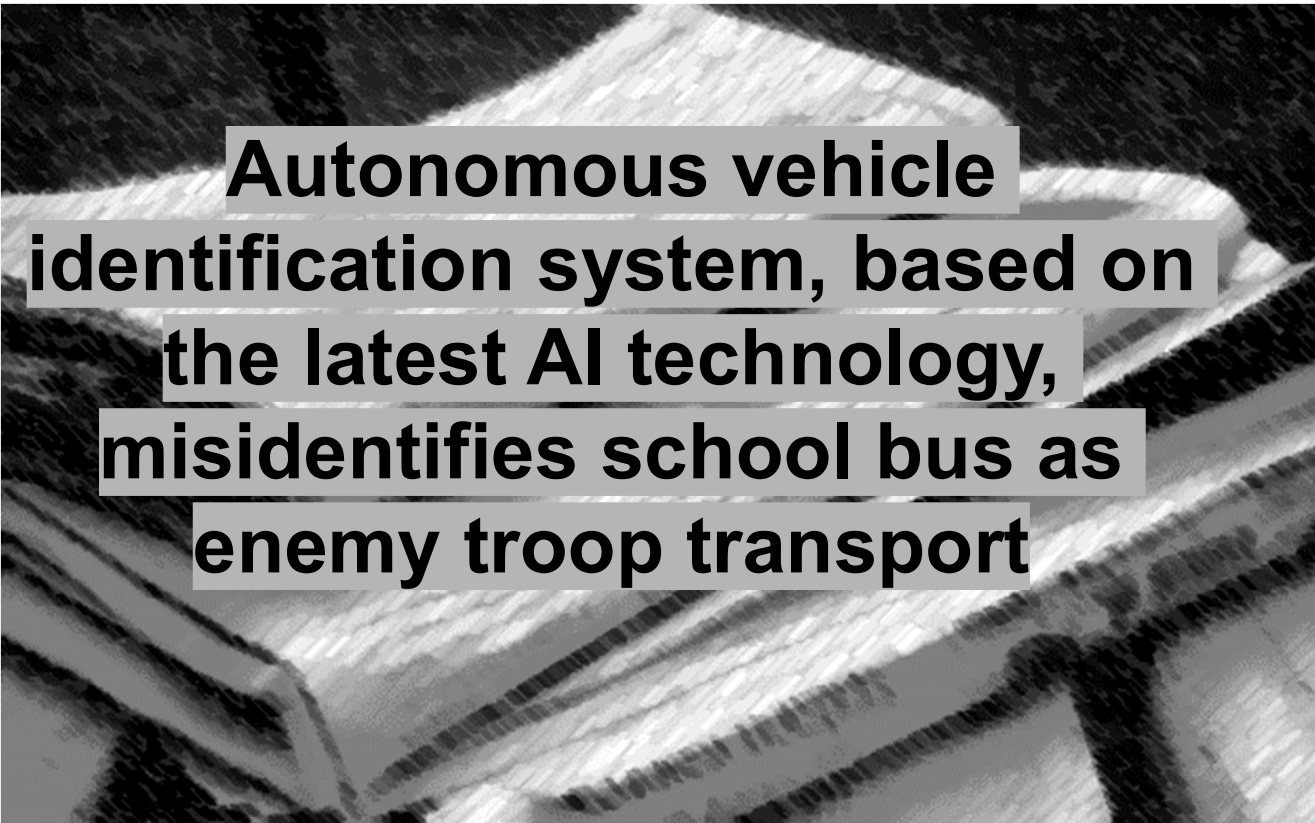 Autonomous vehicle
identification system, based on
the latest AI technology,
misidentifies school bus as
enemy troop transport